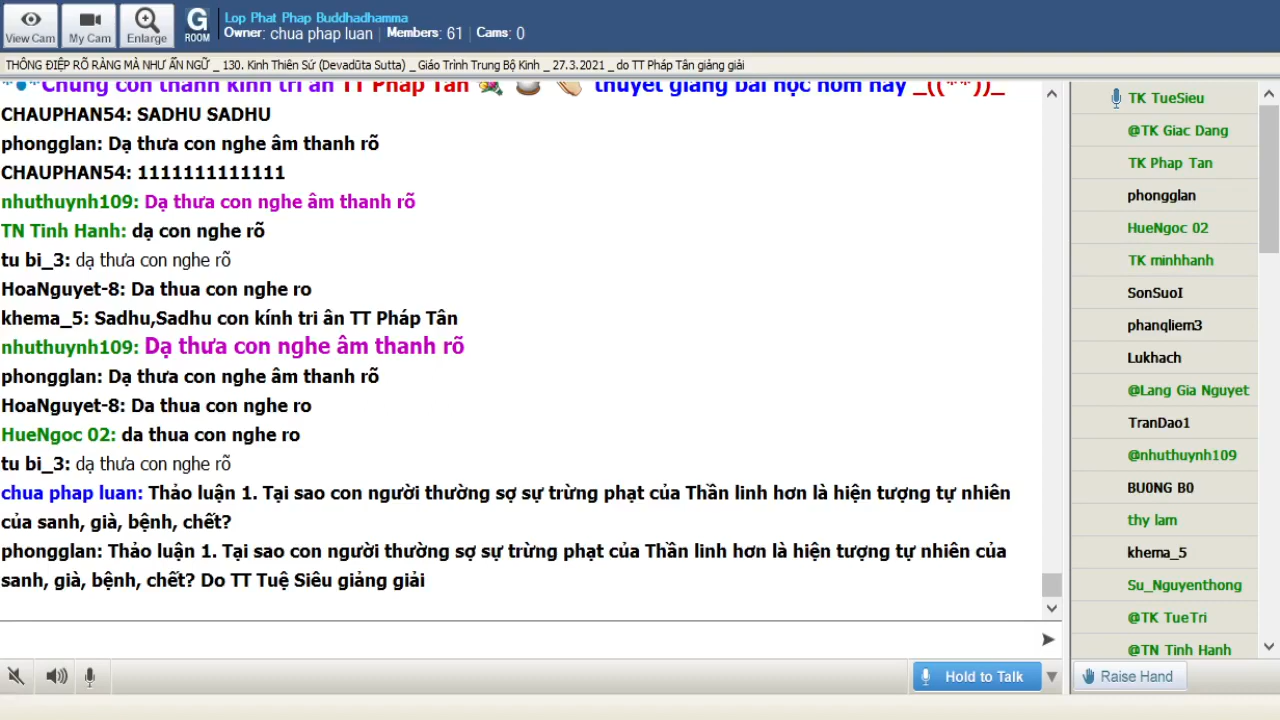 View Cam
My Cam
Enlarge
G
ROOM
Lop Phat Phap Buddhadhamma
Owner: chua phap luan | Members: 61 | Cams: 0
THÔNG ĐIỆP RÕ RÀNG MÀ NHƯ ẨN NGỮ _ 130. Kinh Thiên Sứ (Devadūta Sutta) _ Giáo Trình Trung Bộ Kinh _ 27.3.2021 _ do TT Pháp Tân giảng giải
*●*Chúng con thành kính tri ân TT Pháp Tân thuyết giảng bài học hôm nay _((**))_
CHAUPHAN54: SADHU SADHU
phongglan: Dạ thưa con nghe âm thanh rõ
CHAUPHAN54: 1111111111111
nhuthuynh109: Dạ thưa con nghe âm thanh rõ
TN Tinh Hanh: dạ con nghe rõ
tu bi_3: dạ thưa con nghe rõ
HoaNguyet-8: Da thua con nghe ro
khema_5: Sadhu,Sadhu con kính tri ân TT Pháp Tân
nhuthuynh109: Dạ thưa con nghe âm thanh rõ
phongglan: Dạ thưa con nghe âm thanh rõ
HoaNguyet-8: Da thua con nghe ro
HueNgoc 02: da thua con nghe ro
tu bi_3: dạ thưa con nghe rõ
chua phap luan: Thảo luận 1. Tại sao con người thường sợ sự trừng phạt của Thần linh hơn là hiện tượng tự nhiên
của sanh, già, bệnh, chết?
phongglan: Thảo luận 1. Tại sao con người thường sợ sự trừng phạt của Thần linh hơn là hiện tượng tự nhiên của
sanh, già, bệnh, chết? Do TT Tuệ Siêu giảng giải
TK TueSieu
@TK Giac Dang
TK Phap Tan
phongglan
HueNgoc 02
TK minhhanh
SonSuoI
phanqliem3
Lukhach
@Lang Gia Nguyet
TranDao1
@nhuthuynh109
BU0NG B0
thy lam
khema_5
Su_Nguyenthong
@TK TueTri
@TN Tinh Hanh
Hold to Talk
Raise Hand